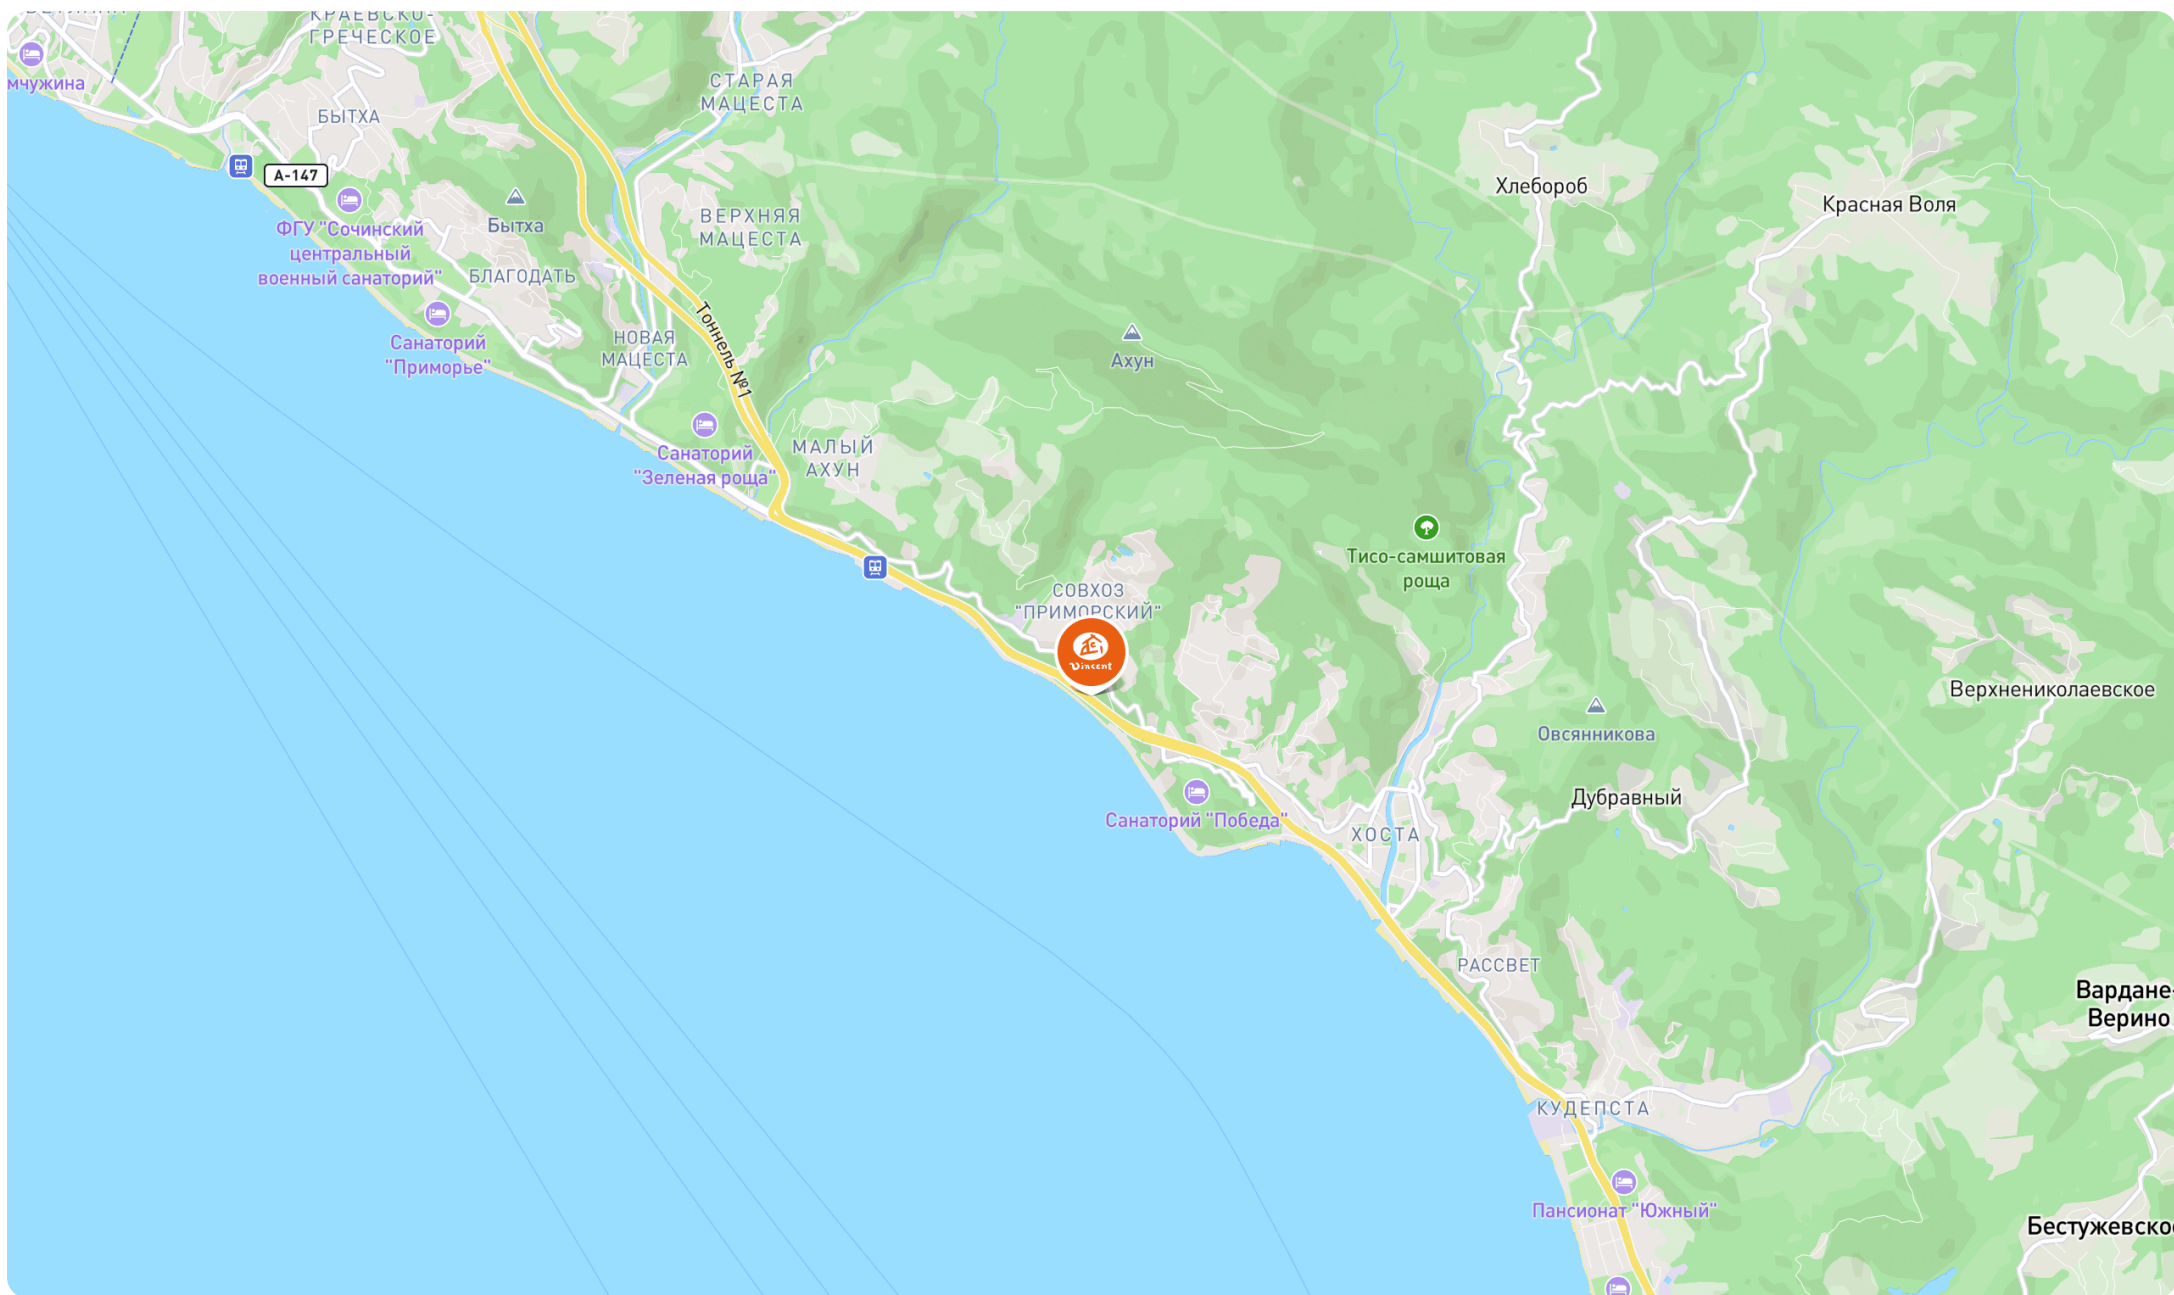 КРАЕВСКО-
ГРЕЧЕСКОЕ
мчужина
СТАРАЯ
МАЦЕСТА
БЫТХА
А-147
Хлебороб
Красная Воля
Бытха
ВЕРХНЯЯ
МАЦЕСТА
ФГУ "Сочинский
центральный
военный санаторий"
БЛАГОДАТЬ
Тоннель №1
Санаторий
"Приморье"
НОВАЯ
МАЦЕСТА
Ахун
Санаторий
"Зеленая роща"
МАЛЫЙ
АХУН
Тисо-самшитовая
роща
СОВХОЗ
"ПРИМОРСКИЙ"
Vincent
Верхнениколаевское
Овсянникова
Дубравный
Санаторий "Победа"
ХОСТА
РАССВЕТ
Вардане-
Верино
КУДЕПСТА
Пансионат "Южный"
Бестужевское